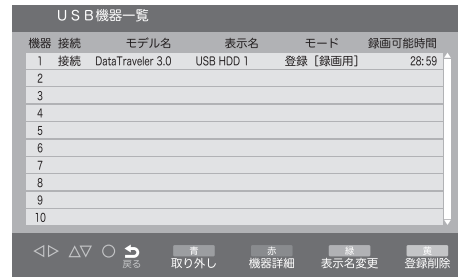 USB機器一覧
機器 接続 モデル名 表示名 モード 録画可能時間
1 接続 DataTraveler 3.0 USB HDD 1 登録［録画用］ 28:59
2
3
4
5
6
7
8
9
10
戻る
青 赤 緑 黄
取り外し 機器詳細 表示名変更 登録削除